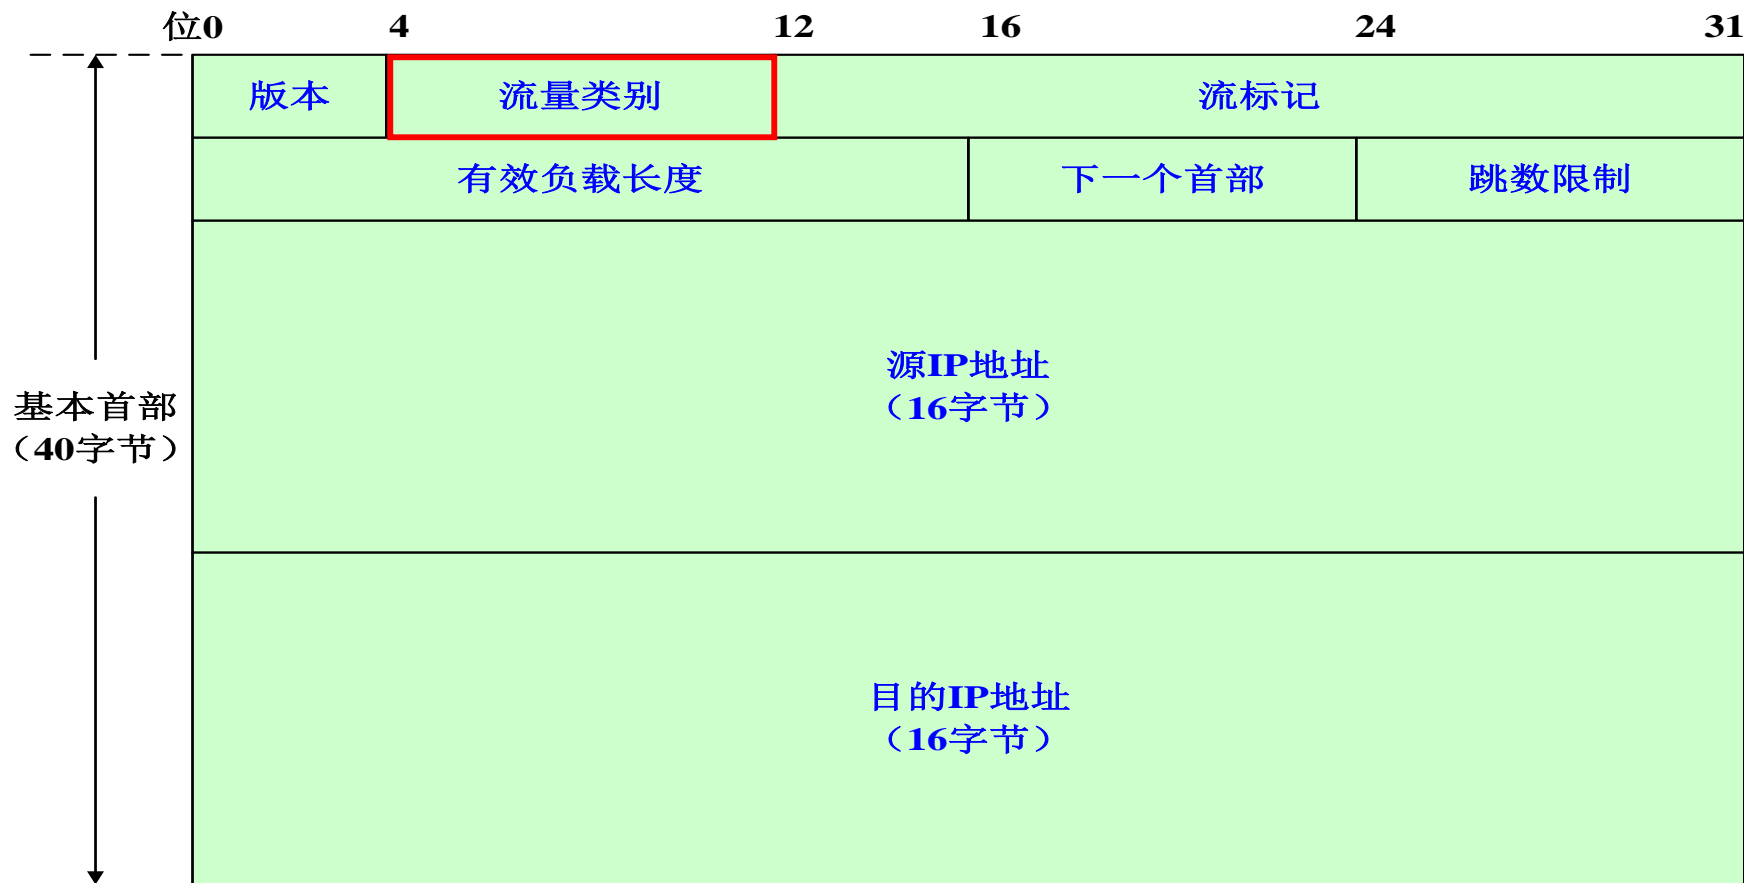 位0 4 12 16 24 31
版本 流量类别 流标记
有效负载长度 下一个首部 跳数限制
源IP地址
（16字节）
基本首部
（40字节）
目的IP地址
（16字节）